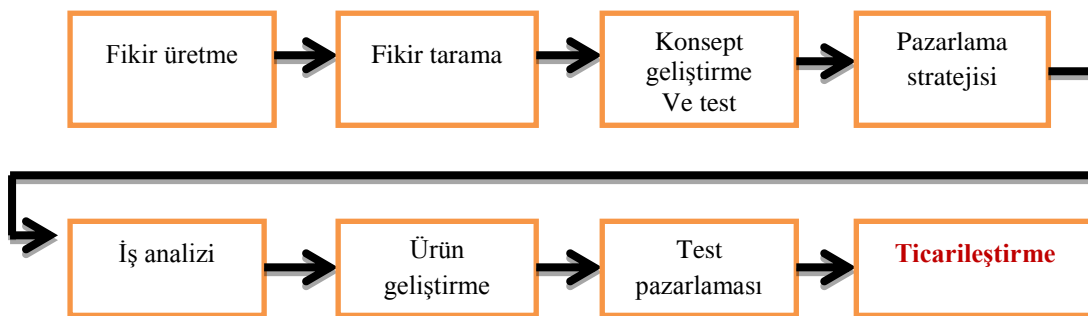 Fikir üretme
Fikir tarama
Konsept
geliştirme
Ve test
Pazarlama
stratejisi
İş analizi
Ürün
geliştirme
Test
pazarlaması
Ticarileştirme